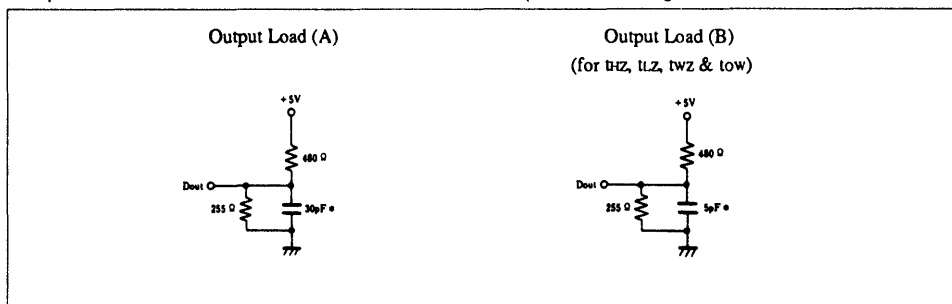 Output Load (A)
+5V
480 Ω
Dout
255 Ω
30pF *
Output Load (B)
(for tHZ, tLZ, tWZ & tOW)
+5V
480 Ω
Dout
255 Ω
5pF *